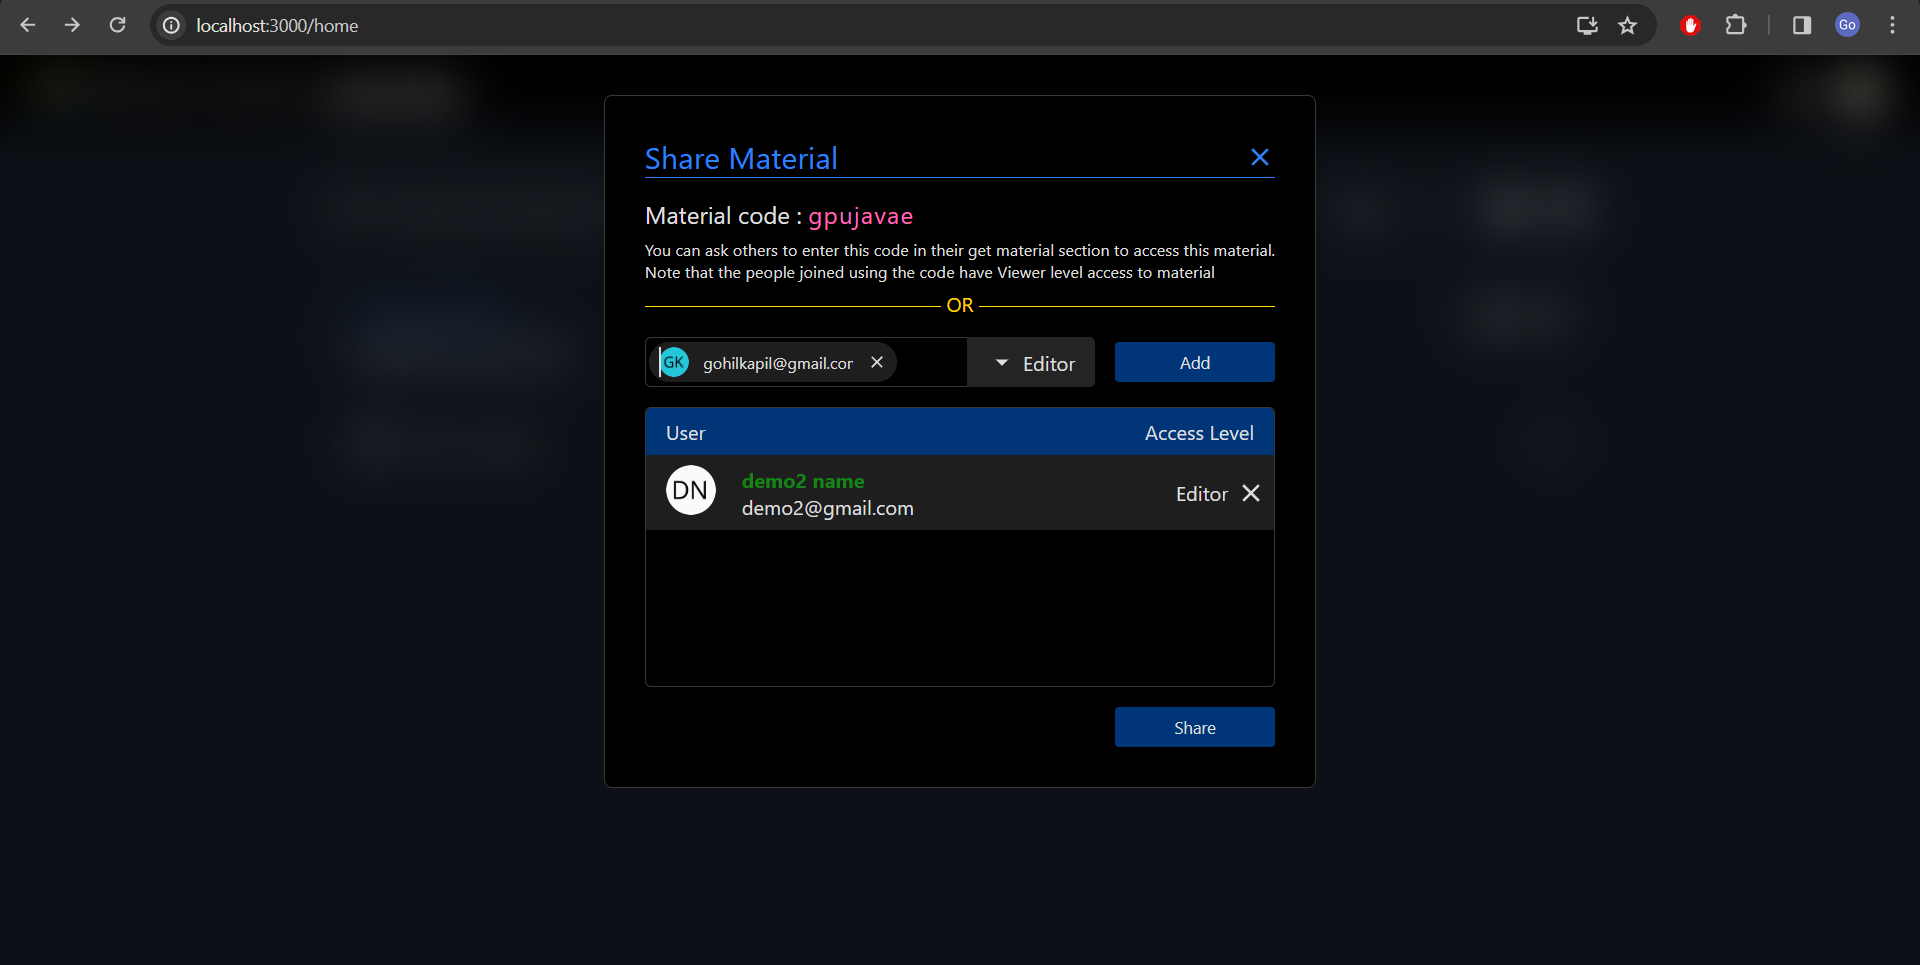 localhost:3000/home
Go
Share Material
Material code : gpujavae
You can ask others to enter this code in their get material section to access this material.
Note that the people joined using the code have Viewer level access to material
OR
GK gohilkapil@gmail.cor Editor Add
User Access Level
DN demo2 name
demo2@gmail.com Editor
Share